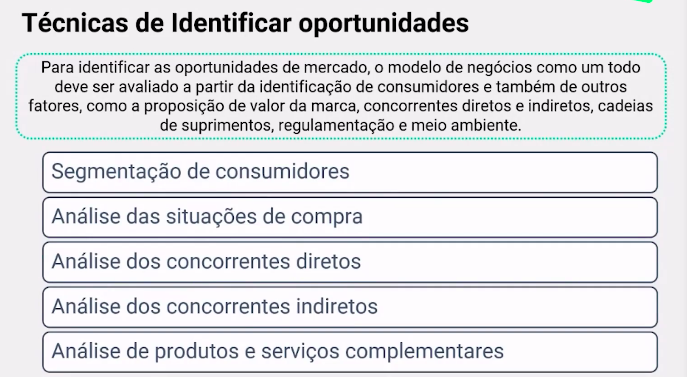 Técnicas de Identificar oportunidades
Para identificar as oportunidades de mercado, o modelo de negócios como um todo
deve ser avaliado a partir da identificação de consumidores e também de outros
fatores, como a proposição de valor da marca, concorrentes diretos e indiretos, cadeias
de suprimentos, regulamentação e meio ambiente.
Segmentação de consumidores
Análise das situações de compra
Análise dos concorrentes diretos
Análise dos concorrentes indiretos
Análise de produtos e serviços complementares